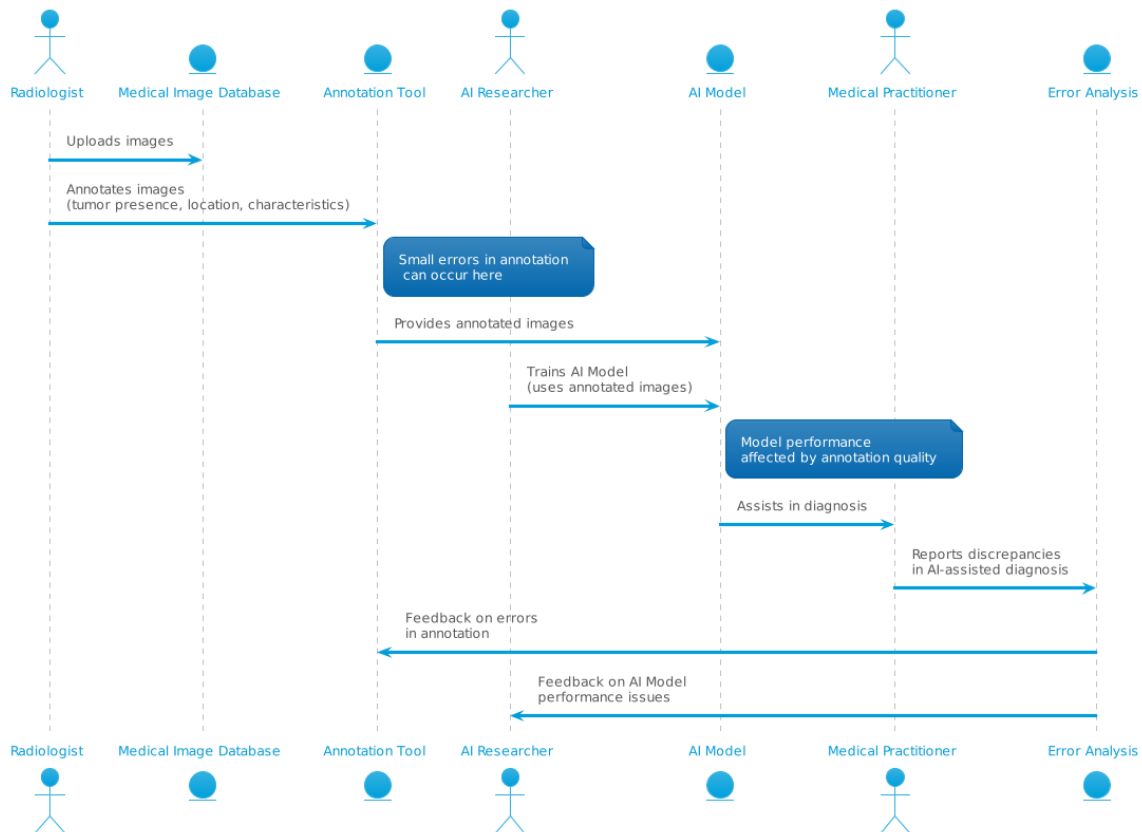 Radiologist
Medical Image Database
Annotation Tool
AI Researcher
AI Model
Medical Practitioner
Error Analysis
Uploads images
Annotates images
(tumor presence, location, characteristics)
Small errors in annotation
can occur here
Provides annotated images
Trains AI Model
(uses annotated images)
Model performance
affected by annotation quality
Assists in diagnosis
Reports discrepancies
in AI-assisted diagnosis
Feedback on errors
in annotation
Feedback on AI Model
performance issues
Radiologist
Medical Image Database
Annotation Tool
AI Researcher
AI Model
Medical Practitioner
Error Analysis